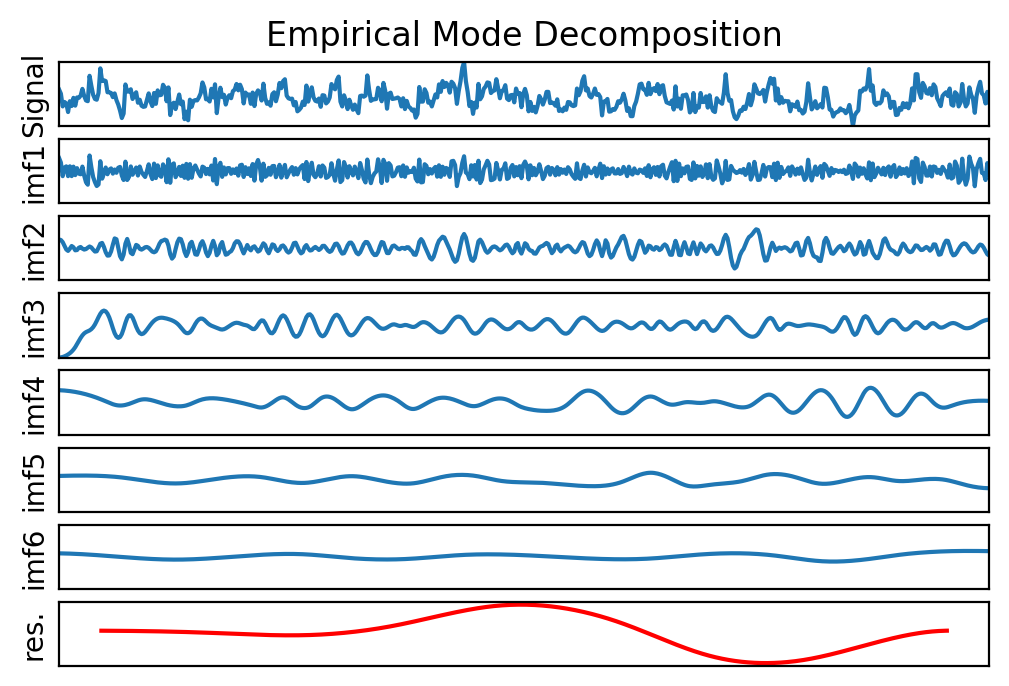 Empirical Mode Decomposition
Signal
imf1
imf2
imf3
imf4
imf5
imf6
res.